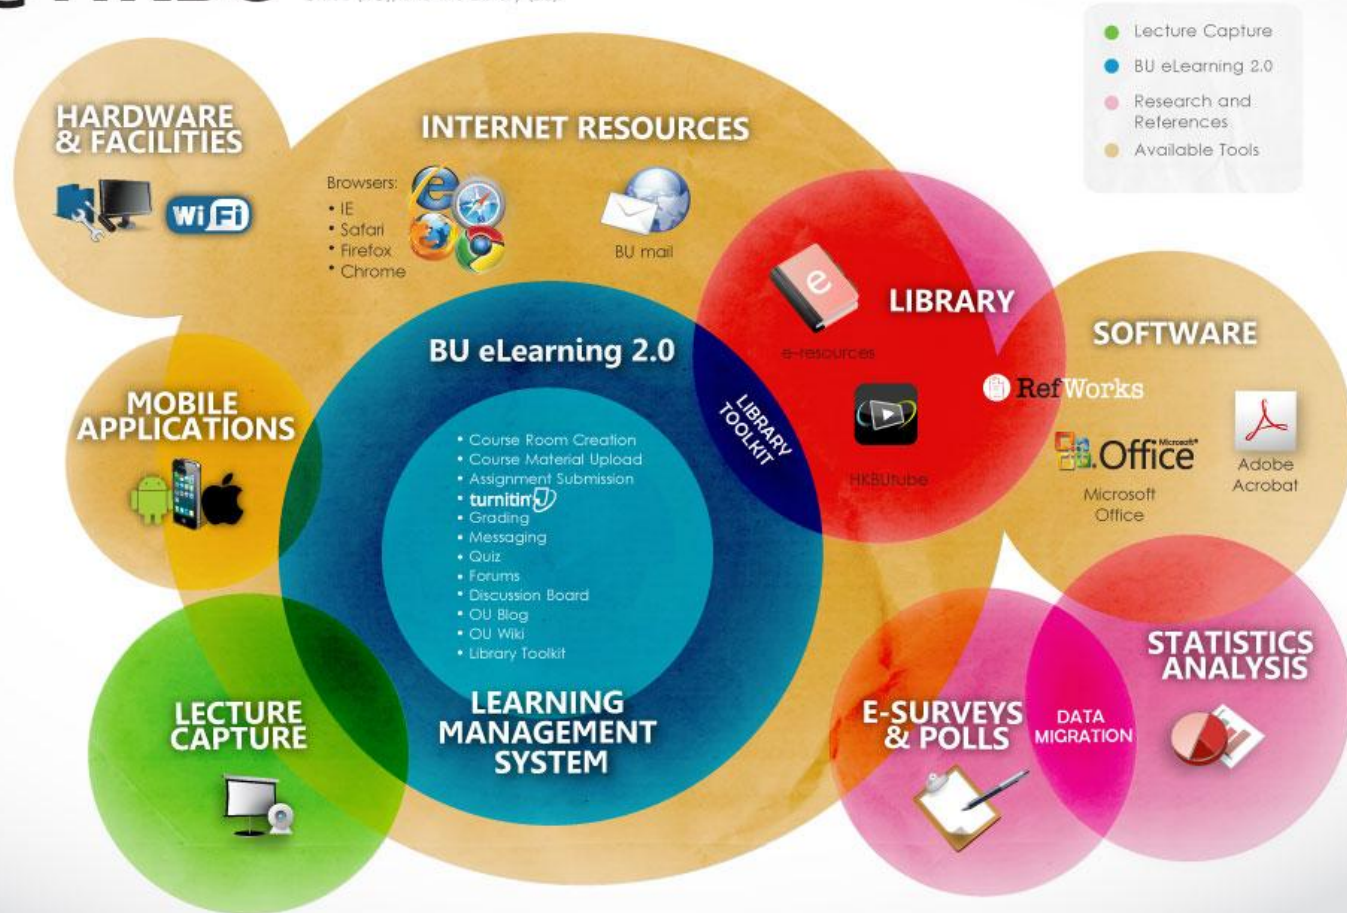 Lecture Capture
BU eLearning 2.0
Research and
References
Available Tools
HARDWARE
& FACILITIES
Wi Fi
INTERNET RESOURCES
Browsers:
• IE
• Safari
• Firefox
• Chrome
BU mail
e
LIBRARY
e-resources
HKBUtube
LIBRARY
TOOLKIT
SOFTWARE
RefWorks
Microsoft®
Office
Microsoft
Office
Adobe
Acrobat
MOBILE
APPLICATIONS
BU eLearning 2.0
• Course Room Creation
• Course Material Upload
• Assignment Submission
• turnitin
• Grading
• Messaging
• Quiz
• Forums
• Discussion Board
• OU Blog
• OU Wiki
• Library Toolkit
LEARNING
MANAGEMENT
SYSTEM
LECTURE
CAPTURE
E-SURVEYS
& POLLS
DATA
MIGRATION
STATISTICS
ANALYSIS